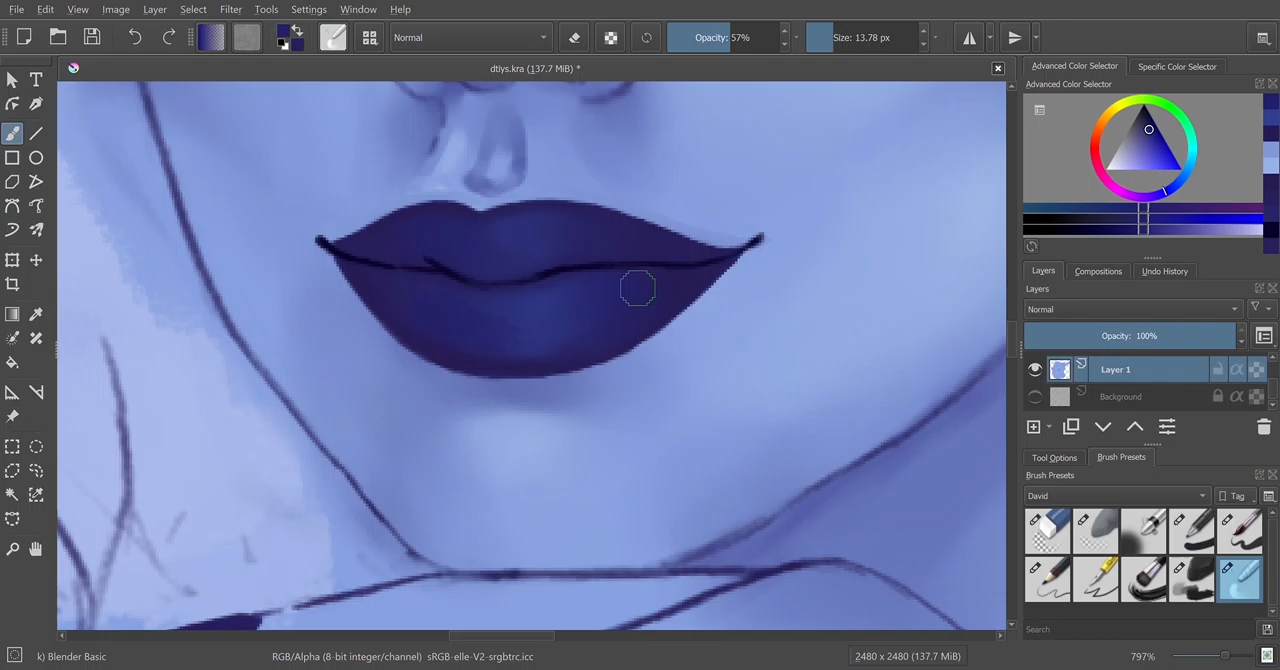 File Edit View Image Layer Select Filter Tools Settings Window Help
Normal
Opacity: 57%
Size: 13.78 px
dtiys.kra (137.7 MiB) *
Advanced Color Selector Specific Color Selector
Advanced Color Selector
Layers Compositions Undo History
Layers
Normal
Opacity: 100%
Layer 1
Background
Tool Options Brush Presets
Brush Presets
David
Tag
Search
k) Blender Basic
RGB/Alpha (8-bit integer/channel) sRGB-elle-V2-srgbtrc.icc
2480 x 2480 (137.7 MiB)
797%